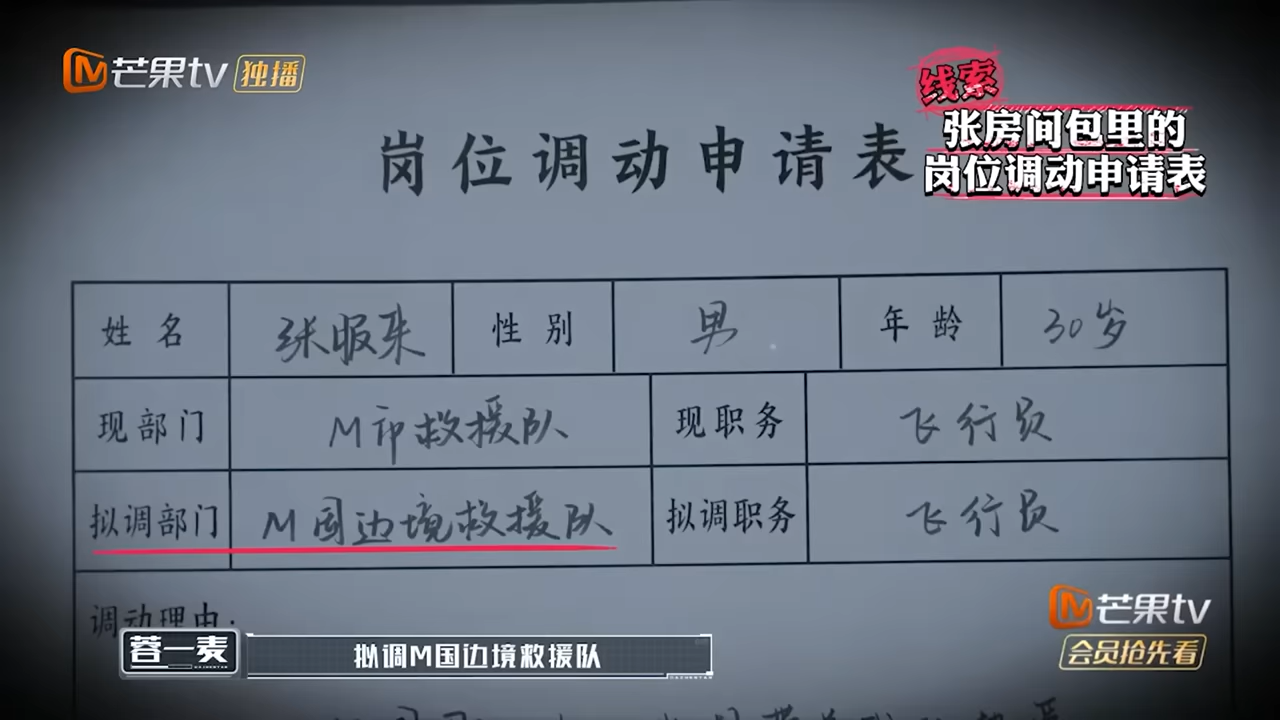 芒果tv 独播
线索
张房间包里的
岗位调动申请表
岗位调动申请表
姓名 张眼来 性别 男 年龄 30岁
现部门 M市救援队 现职务 飞行员
拟调部门 M国边境救援队 拟调职务 飞行员
调动理由:
芒果tv
会员抢先看
蓉一麦 拟调M国边境救援队